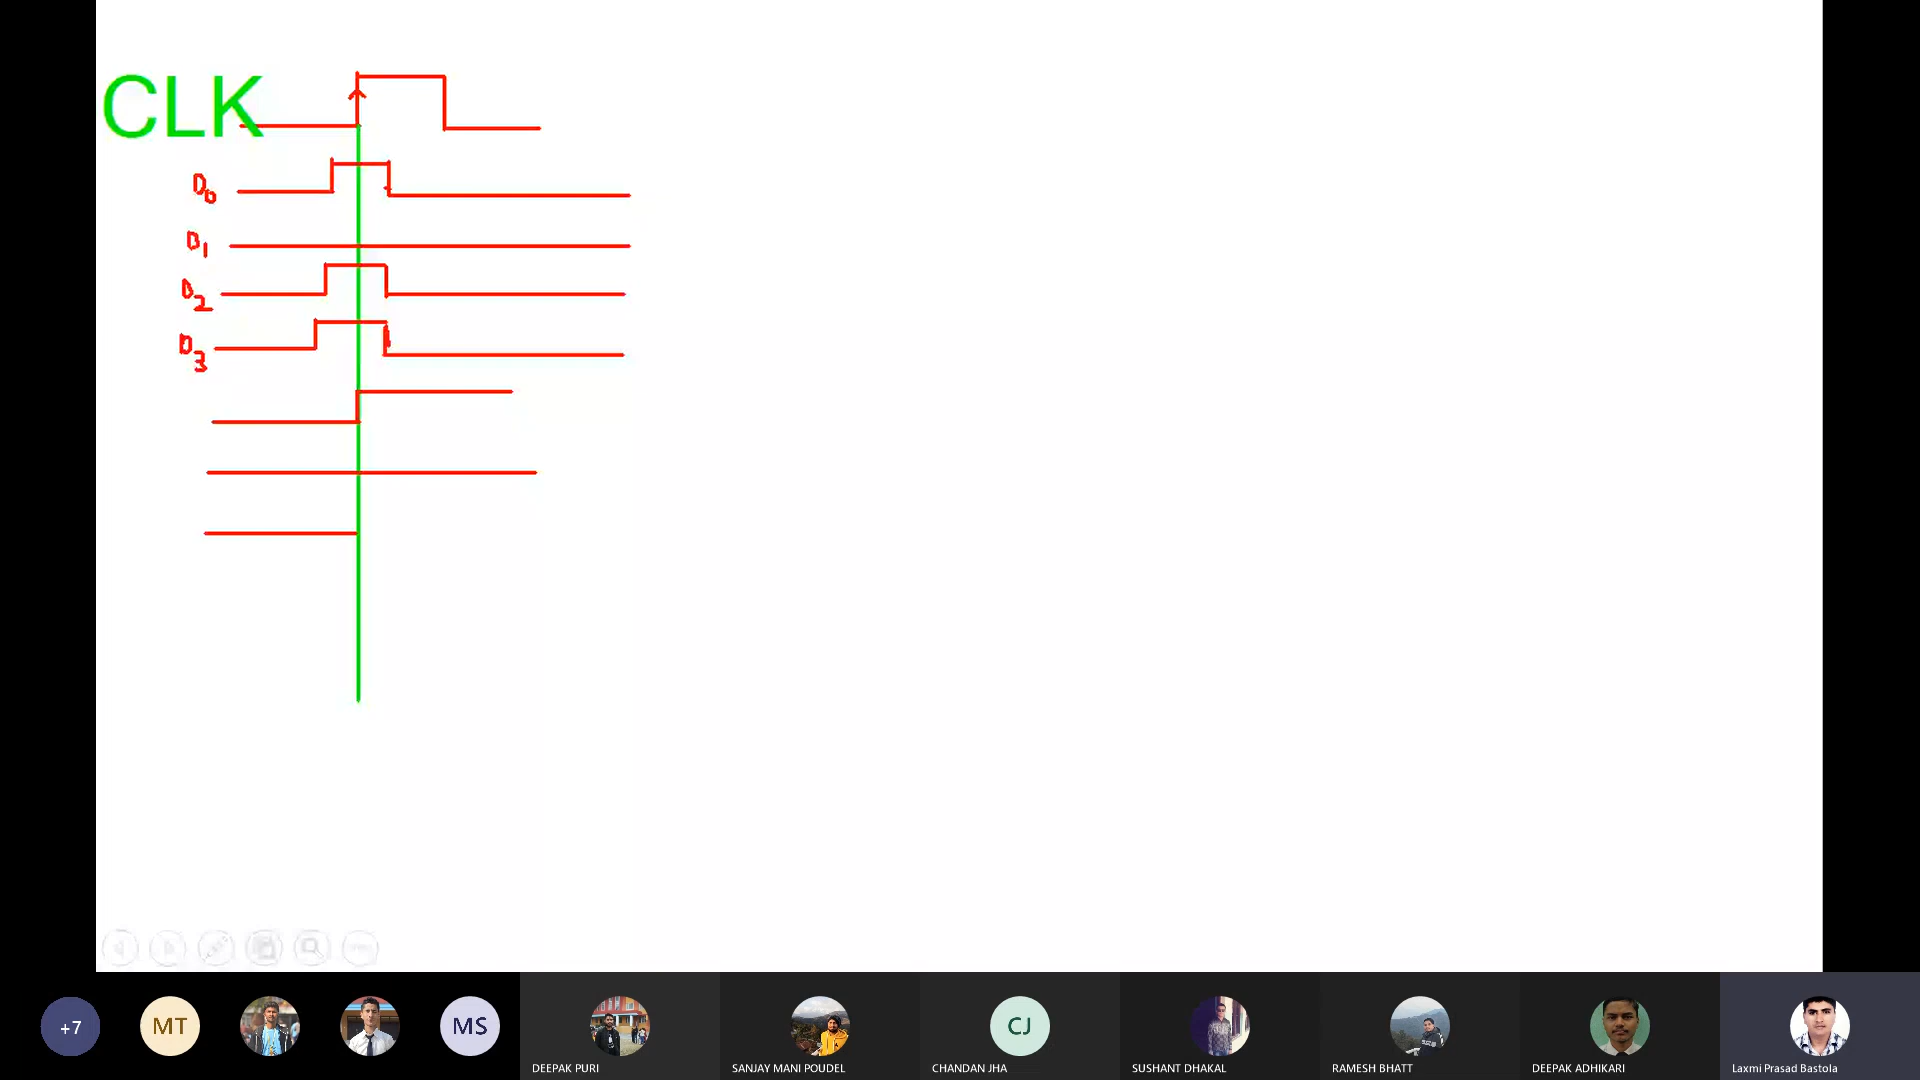 CLK
D0
D1
D2
D3
+7
MT
MS
CJ
DEEPAK PURI
SANJAY MANI POUDEL
CHANDAN JHA
SUSHANT DHAKAL
RAMESH BHATT
DEEPAK ADHIKARI
Laxmi Prasad Bastola